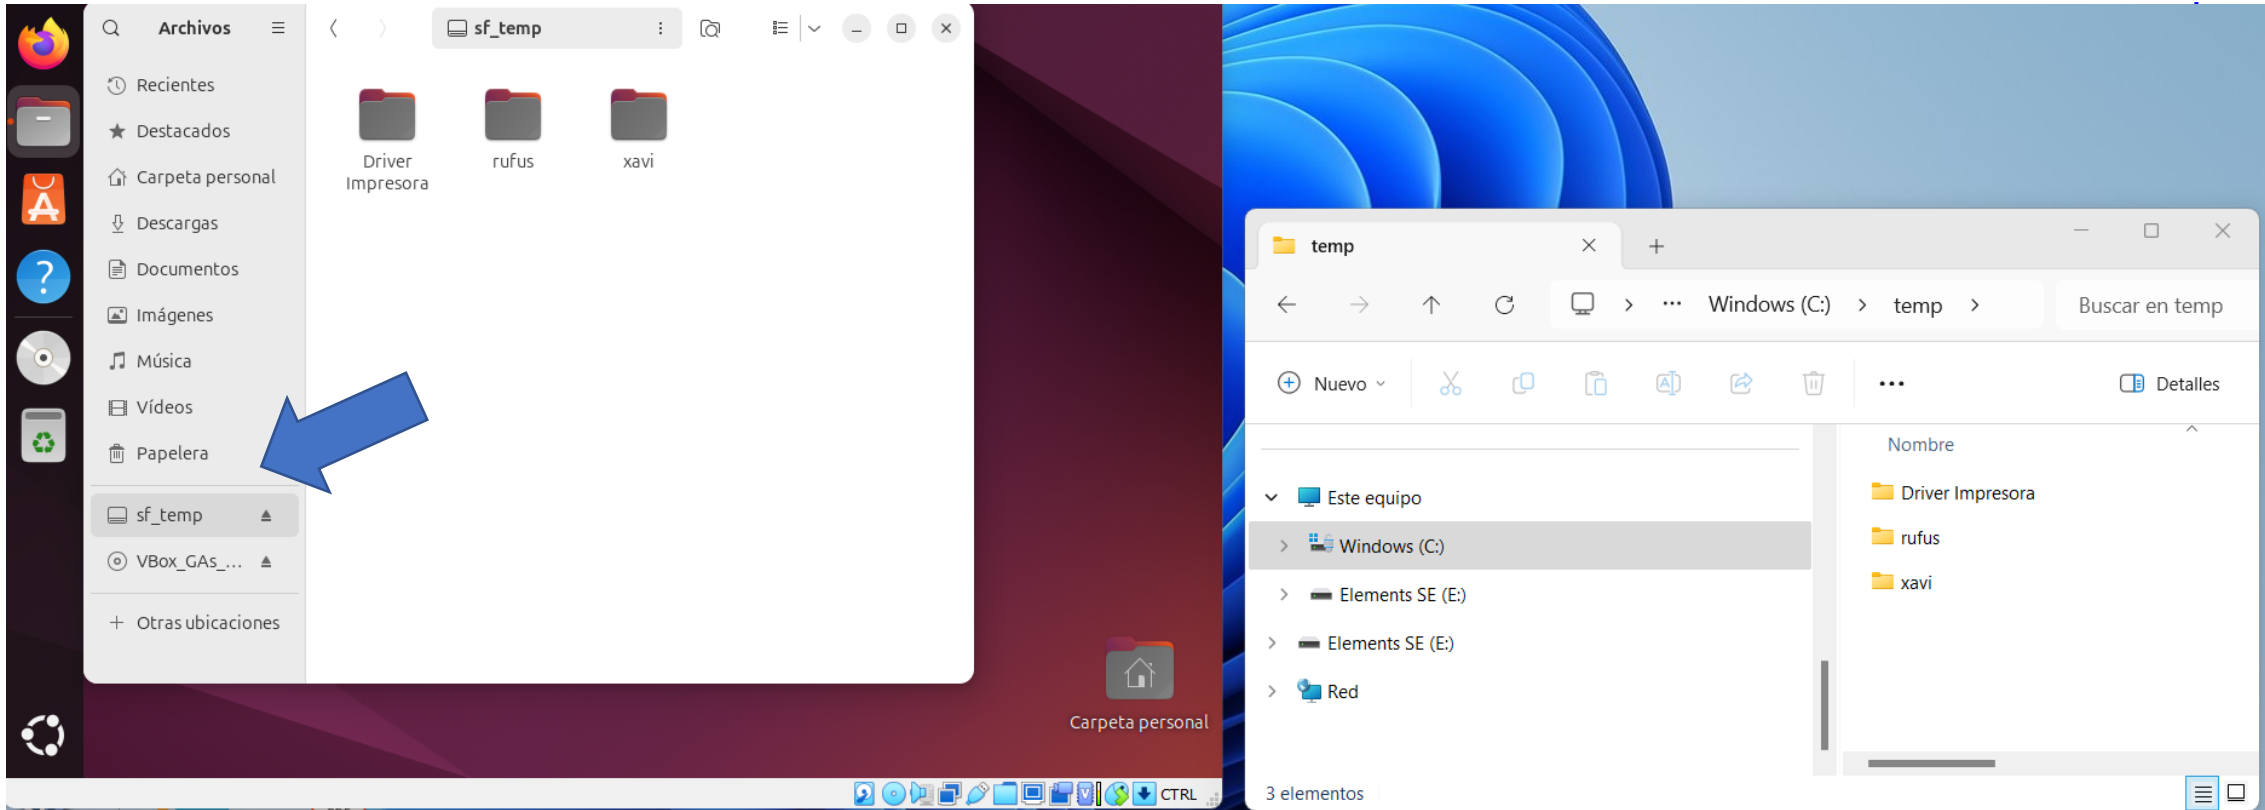 Archivos
sf_temp
Recientes
Destacados
Carpeta personal
Descargas
Documentos
Imágenes
Música
Vídeos
Papelera
sf_temp
VBox_GAs_...
Otras ubicaciones
Driver
Impresora
rufus
xavi
Carpeta personal
CTRL
temp
Windows (C:)
temp
Buscar en temp
Nuevo
Detalles
Este equipo
Windows (C:)
Elements SE (E:)
Elements SE (E:)
Red
Nombre
Driver Impresora
rufus
xavi
3 elementos